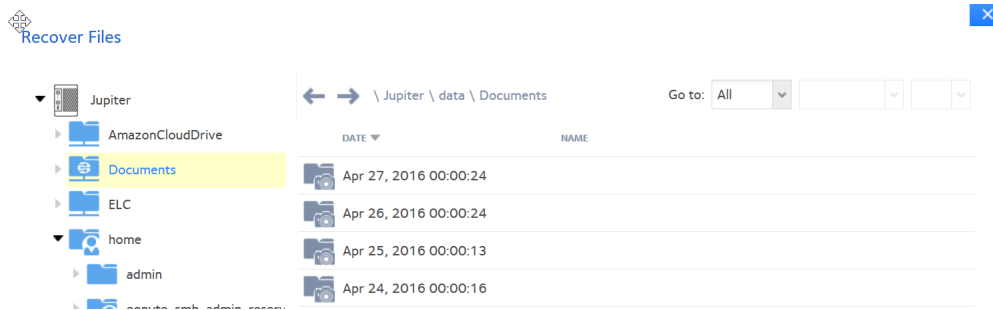 Recover Files
Jupiter
\ Jupiter \ data \ Documents
Go to: All
AmazonCloudDrive
DATE NAME
Documents
Apr 27, 2016 00:00:24
ELC
Apr 26, 2016 00:00:24
home
Apr 25, 2016 00:00:13
admin
Apr 24, 2016 00:00:16